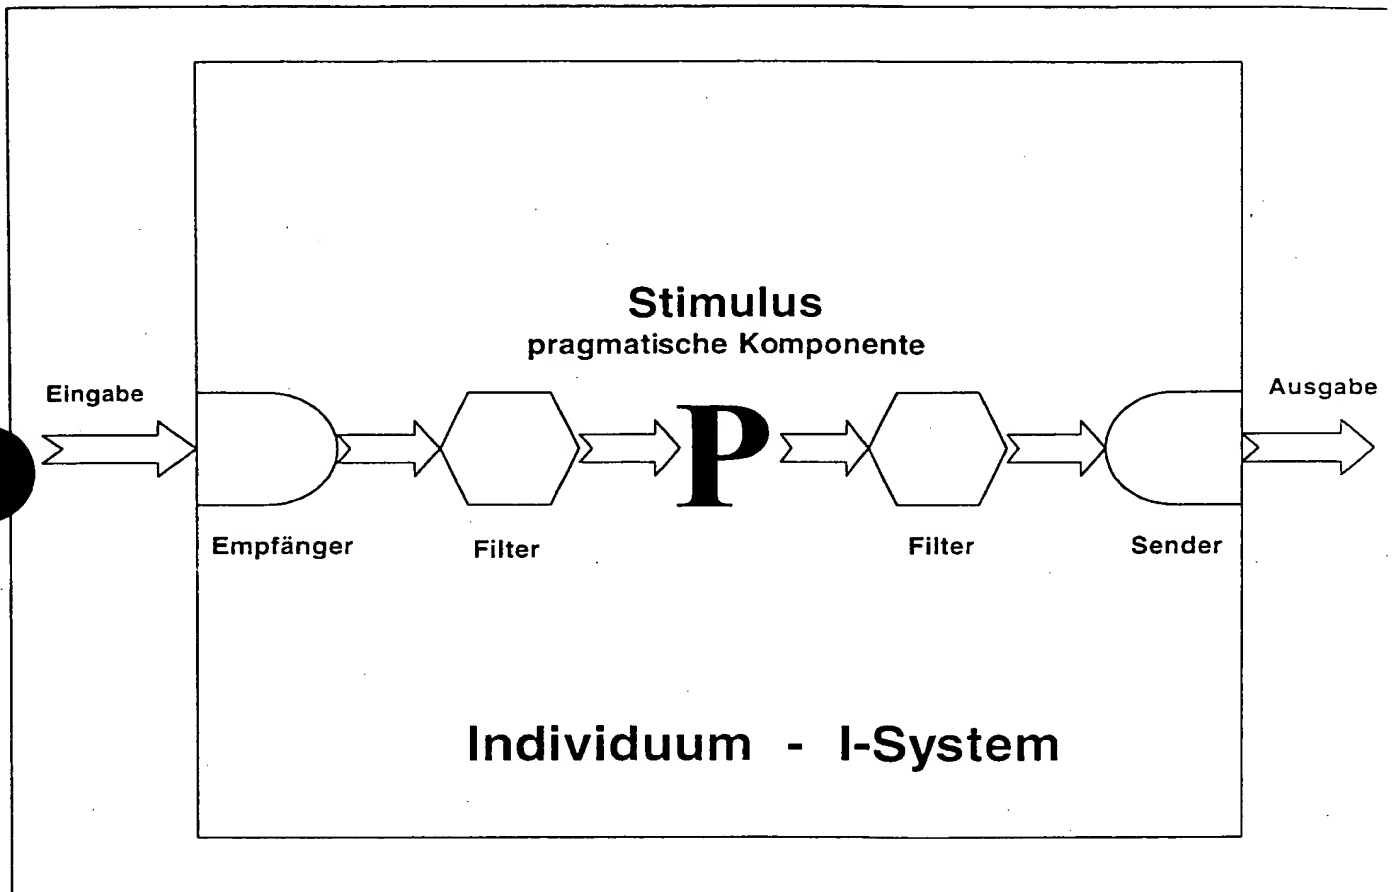 Stimulus
pragmatische Komponente
Eingabe
Ausgabe
P
Empfänger
Filter
Filter
Sender
Individuum - I-System